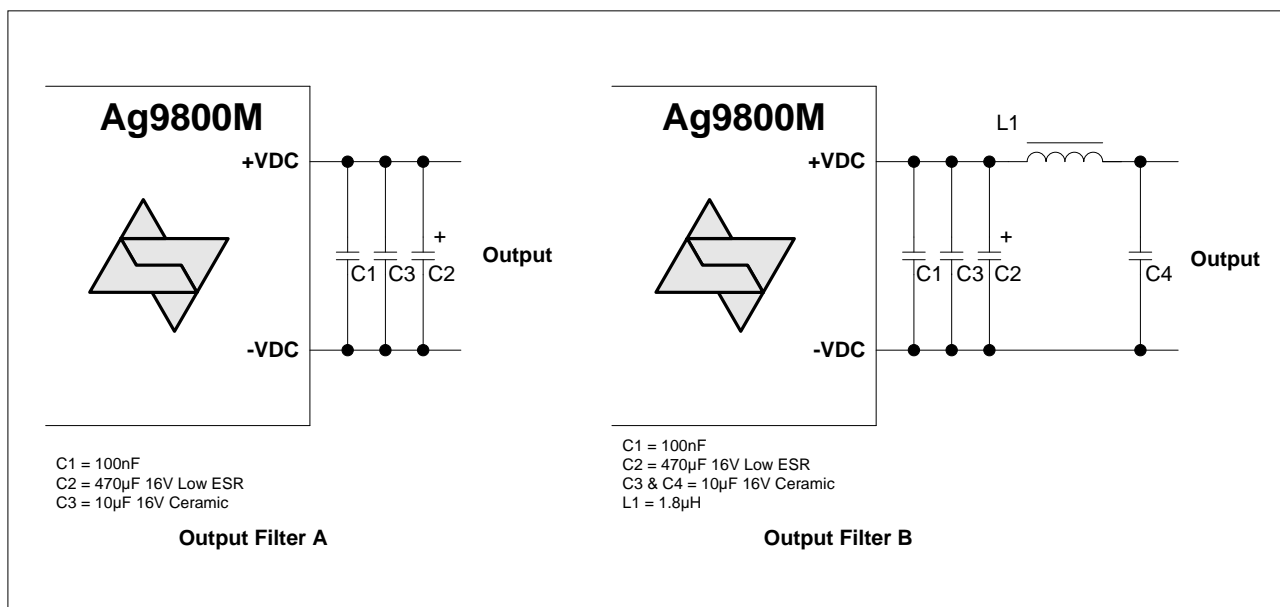 Ag9800M
+VDC
C1
C3
+
C2
Output
-VDC
C1 = 100nF
C2 = 470µF 16V Low ESR
C3 = 10µF 16V Ceramic
Output Filter A
Ag9800M
L1
+VDC
C1
C3
+
C2
C4
Output
-VDC
C1 = 100nF
C2 = 470µF 16V Low ESR
C3 & C4 = 10µF 16V Ceramic
L1 = 1.8µH
Output Filter B